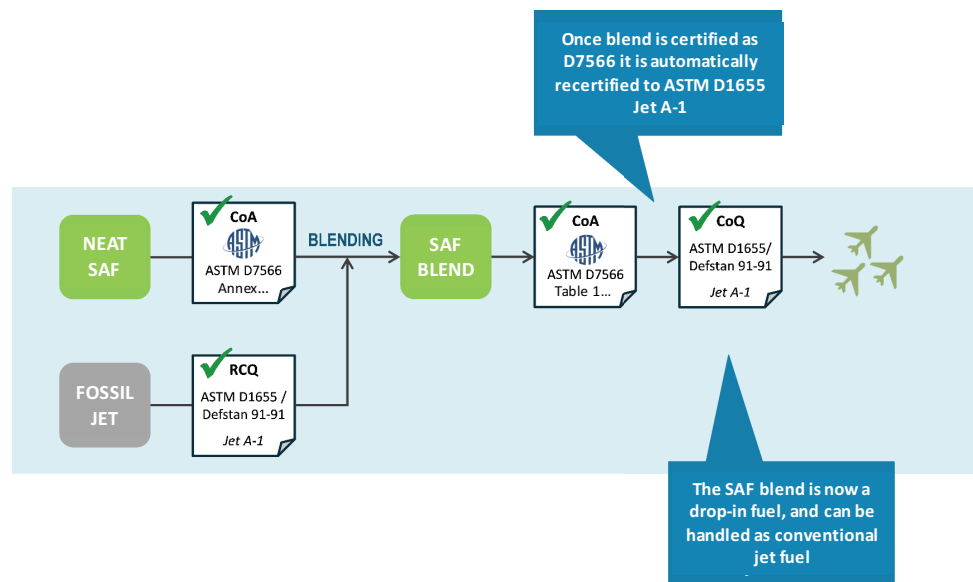 Once blend is certified as
D7566 it is automatically
recertified to ASTM D1655
Jet A-1
NEAT
SAF
CoA
ASTM
ASTM D7566
Annex...
BLENDING
SAF
BLEND
CoA
ASTM
ASTM D7566
Table 1...
CoQ
ASTM D1655/
Defstan 91-91
Jet A-1
FOSSIL
JET
RCQ
ASTM D1655 /
Defstan 91-91
Jet A-1
The SAF blend is now a
drop-in fuel, and can be
handled as conventional
jet fuel